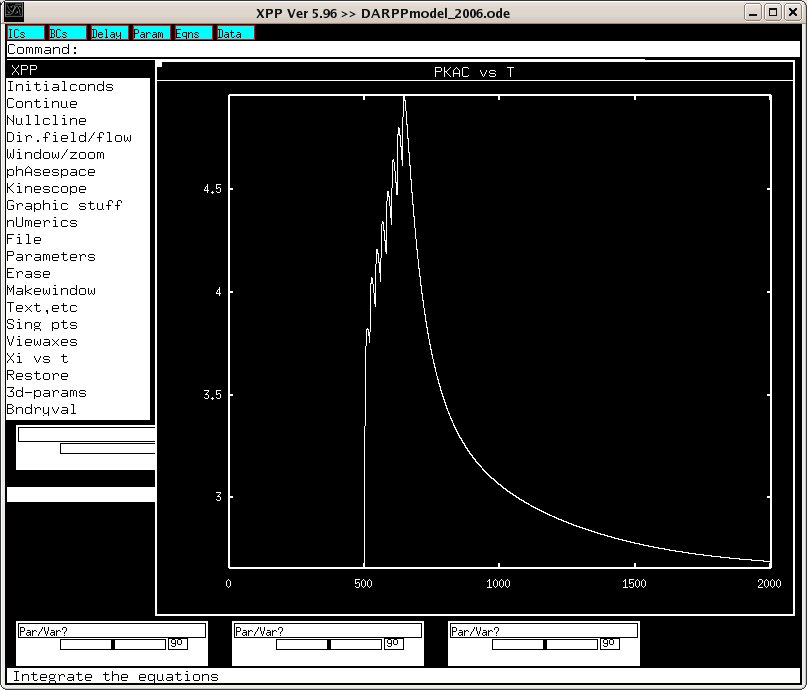 XPP Ver 5.96 >> DARPPmodel_2006.ode
ICs BCs Delay Param Eqns Data
Command:
XPP
Initialconds
Continue
Nullcline
Dir.field/flow
Window/zoom
phAsespace
Kinescope
Graphic stuff
nUmerics
File
Parameters
Erase
Makewindow
Text,etc
Sing pts
Viewaxes
Xi vs t
Restore
3d-params
Bndryval
PKAC vs T
4.5
4
3.5
3
0 500 1000 1500 2000
Par/Var? Par/Var? Par/Var?
Integrate the equations